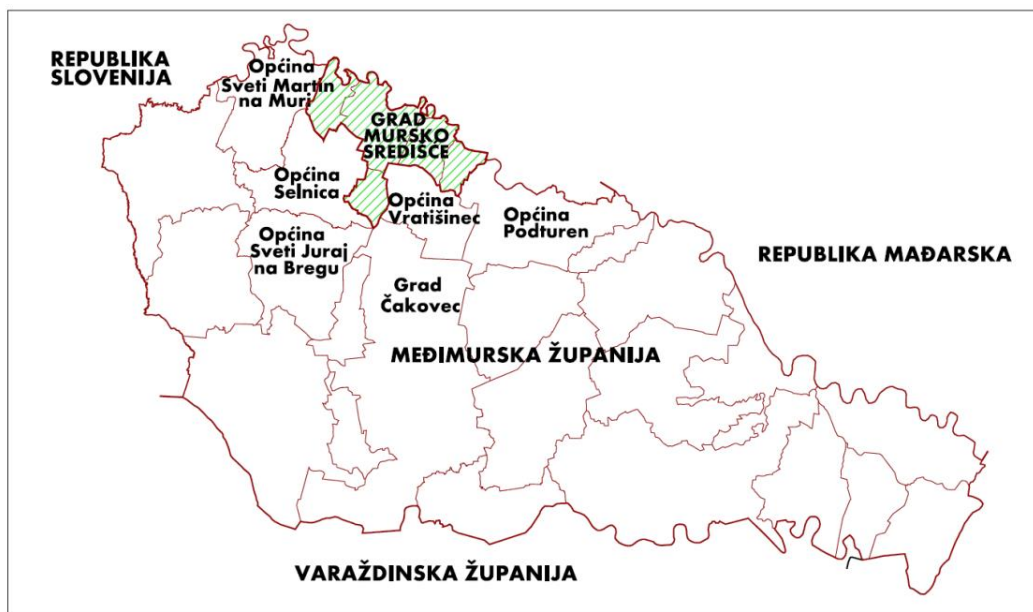 REPUBLIKA
SLOVENIJA
Općina
Sveti Martin
na Muri
GRAD
MURSKO
SREDIŠĆE
Općina
Selnica
Općina
Vratišinec
Općina
Podturen
Općina
Sveti Juraj
na Bregu
REPUBLIKA MAĐARSKA
Grad
Čakovec
MEĐIMURSKA ŽUPANIJA
VARAŽDINSKA ŽUPANIJA